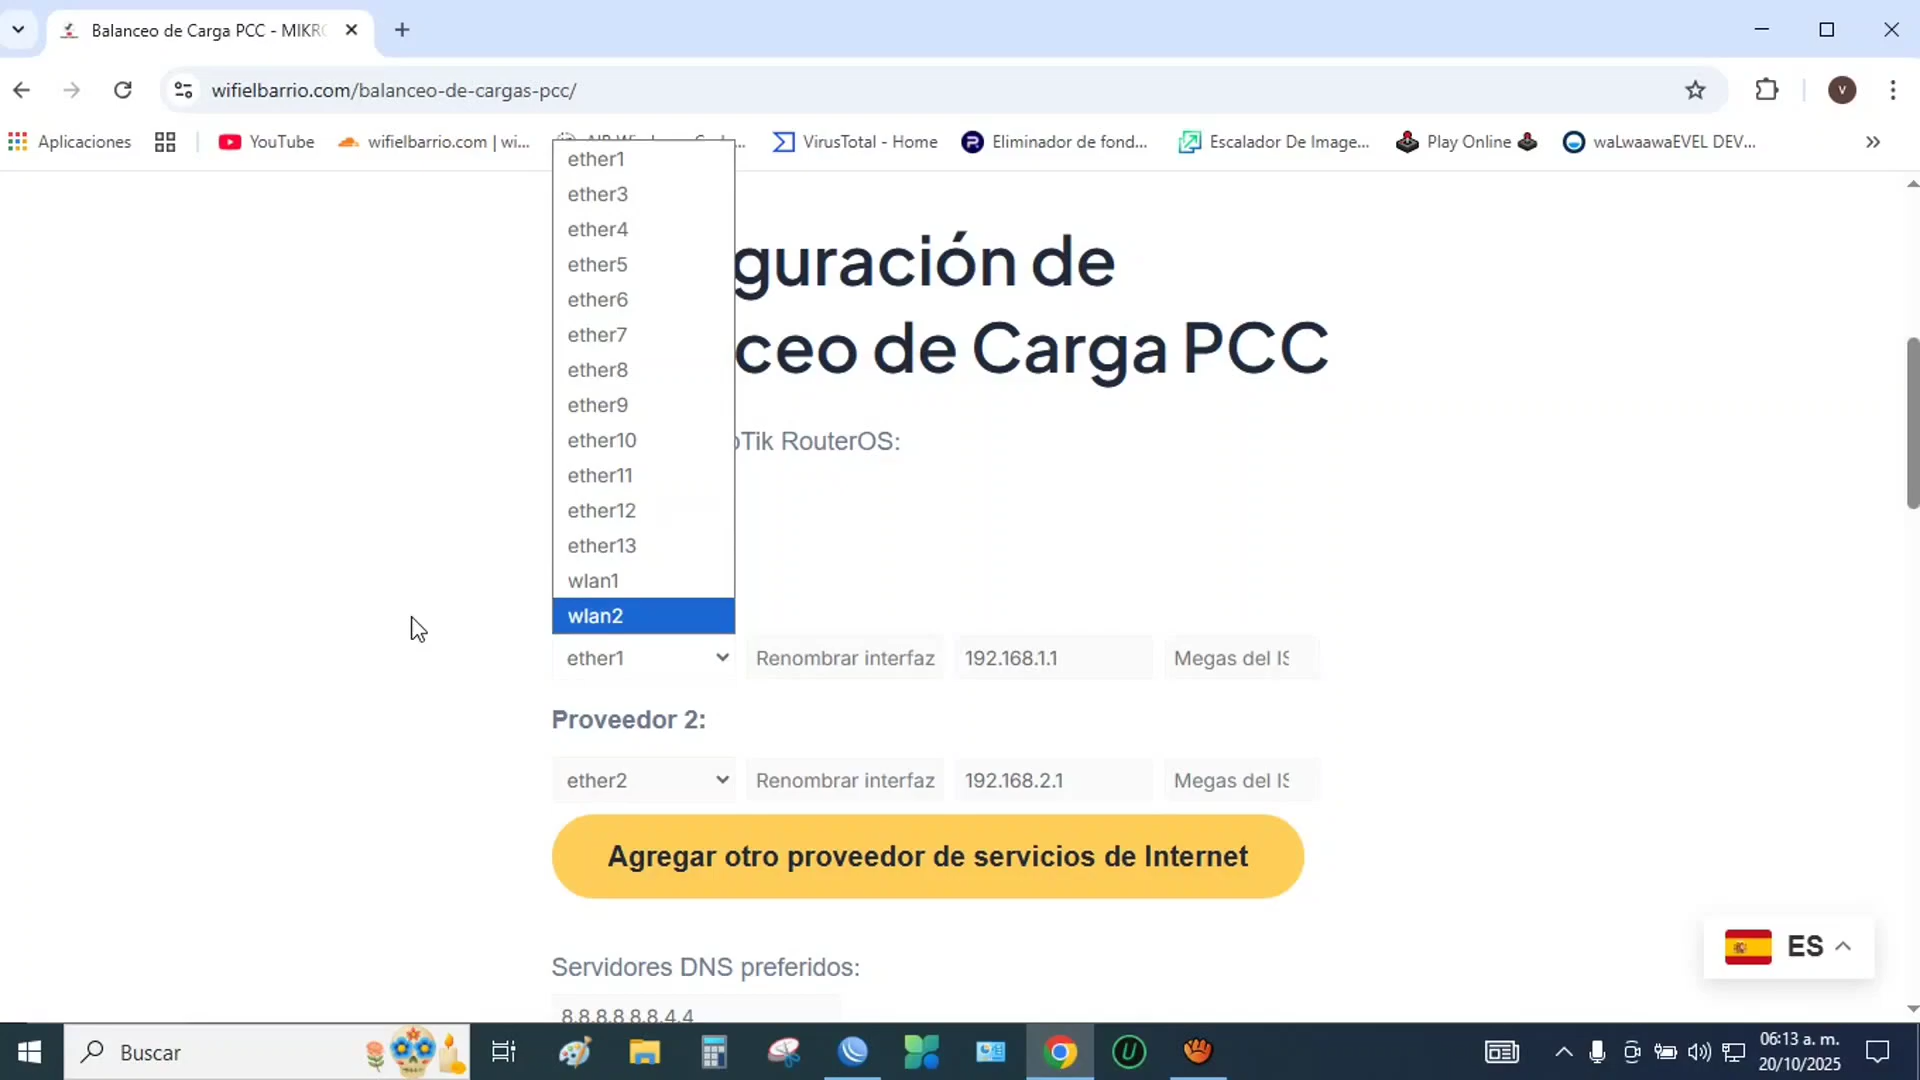 Balanceo de Carga PCC - MIKR
wifielbarrio.com/balanceo-de-cargas-pcc/
V
Aplicaciones
YouTube
wifielbarrio.com | wi...
VirusTotal - Home
Eliminador de fond...
Escalador De Image...
Play Online
waLwaawaEVEL DEV...
ether1
ether3
ether4
ether5
ether6
ether7
ether8
ether9
ether10
ether11
ether12
ether13
wlan1
wlan2
guración de
ceo de Carga PCC
Tik RouterOS:
ether1
Renombrar interfaz
192.168.1.1
Megas del IS
Proveedor 2:
ether2
Renombrar interfaz
192.168.2.1
Megas del IS
Agregar otro proveedor de servicios de Internet
ES
Servidores DNS preferidos:
8.8.8.8,8.8.4.4
Buscar
06:13 a. m.
20/10/2025